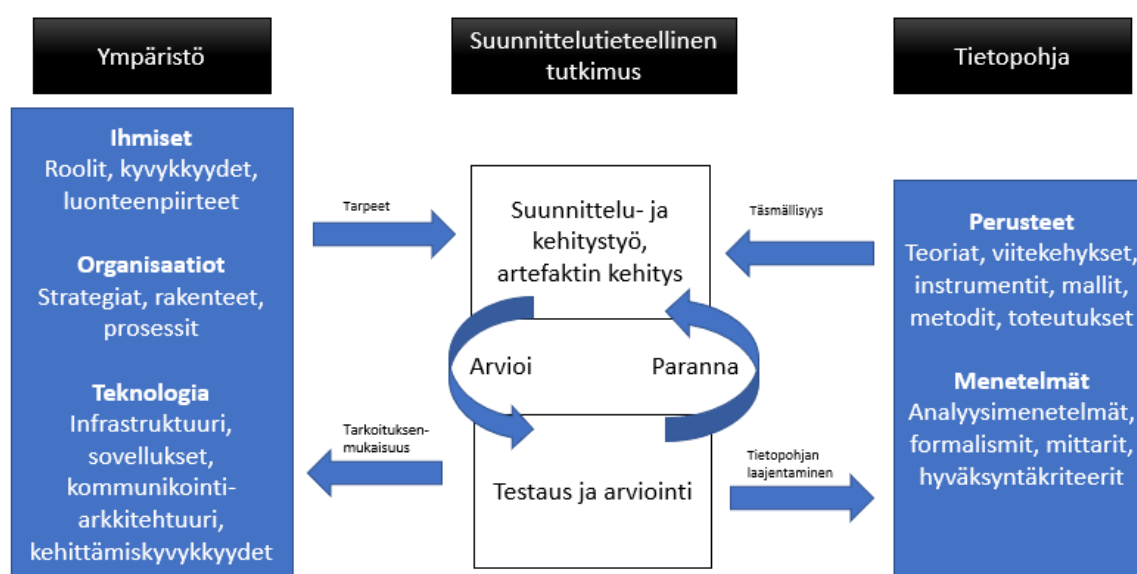 Ympäristö
Suunnittelutieteellinen
tutkimus
Tietopohja
Ihmiset
Roolit, kyvykkyydet,
luonteenpiirteet
Organisaatiot
Strategiat, rakenteet,
prosessit
Teknologia
Infrastruktuuri,
sovellukset,
kommunikointi-
arkkitehtuuri,
kehittämiskyvykkyydet
Tarpeet
Tarkoituksen-
mukaisuus
Suunnittelu- ja
kehitystyö,
artefaktin kehitys
Arvioi
Paranna
Testaus ja arviointi
Täsmällisyys
Tietopohjan
laajentaminen
Perusteet
Teoriat, viitekehykset,
instrumentit, mallit,
metodit, toteutukset
Menetelmät
Analyysimenetelmät,
formalismit, mittarit,
hyväksyntäkriteerit